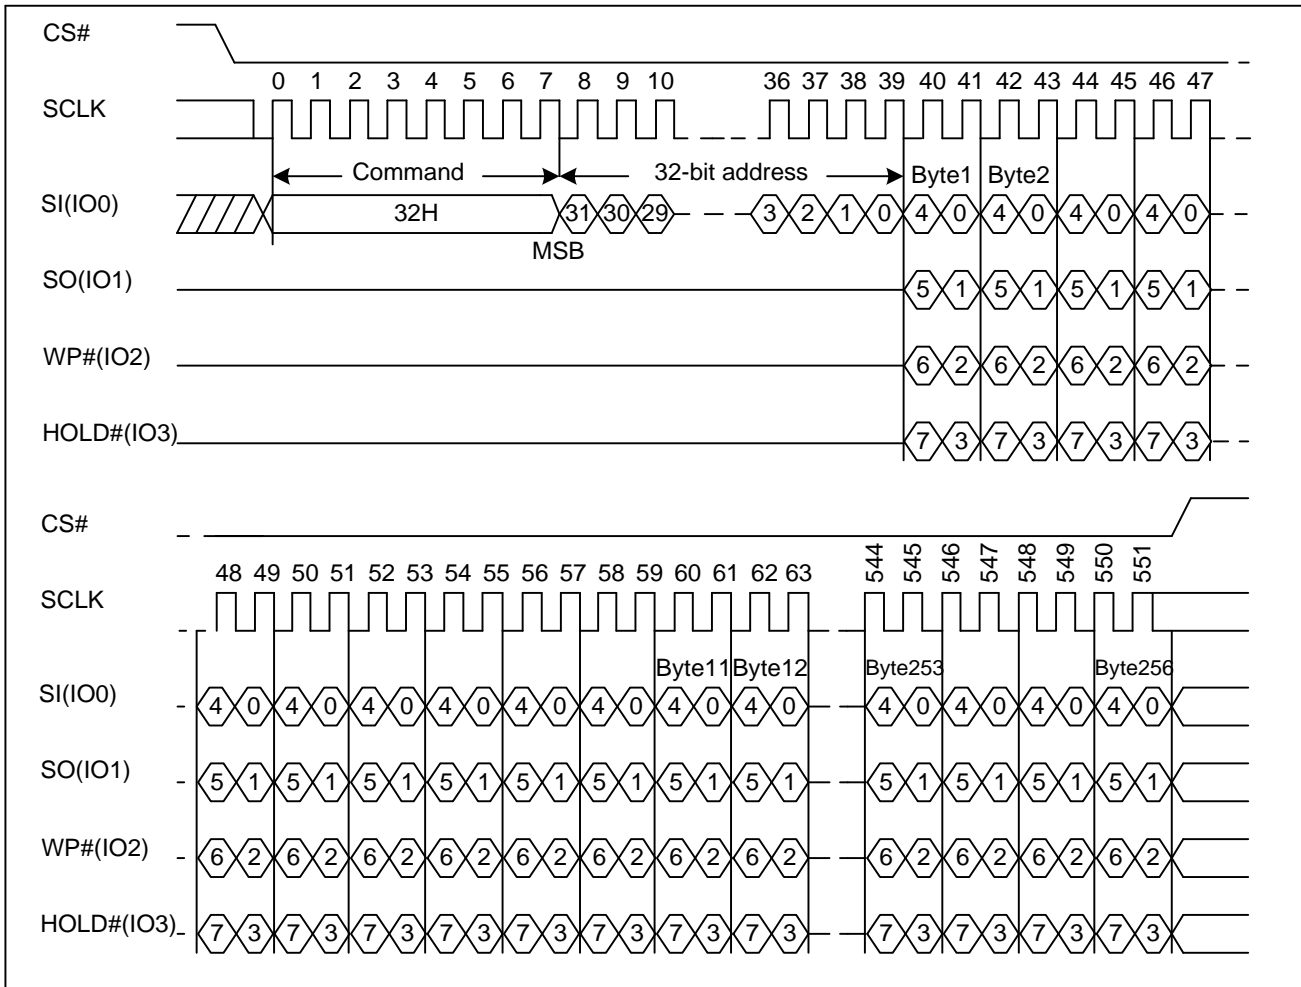 CS#
0 1 2 3 4 5 6 7 8 9 10 36 37 38 39 40 41 42 43 44 45 46 47
SCLK
Command 32-bit address Byte1 Byte2
SI(IO0) 32H 31 30 29 3 2 1 0 4 0 4 0 4 0 4 0
MSB
SO(IO1) 5 1 5 1 5 1 5 1
WP#(IO2) 6 2 6 2 6 2 6 2
HOLD#(IO3) 7 3 7 3 7 3 7 3
CS#
48 49 50 51 52 53 54 55 56 57 58 59 60 61 62 63 544 545 546 547 548 549 550 551
SCLK
Byte11 Byte12 Byte253 Byte256
SI(IO0) 4 0 4 0 4 0 4 0 4 0 4 0 4 0 4 0 4 0 4 0 4 0 4 0
SO(IO1) 5 1 5 1 5 1 5 1 5 1 5 1 5 1 5 1 5 1 5 1 5 1 5 1
WP#(IO2) 6 2 6 2 6 2 6 2 6 2 6 2 6 2 6 2 6 2 6 2 6 2 6 2
HOLD#(IO3) 7 3 7 3 7 3 7 3 7 3 7 3 7 3 7 3 7 3 7 3 7 3 7 3